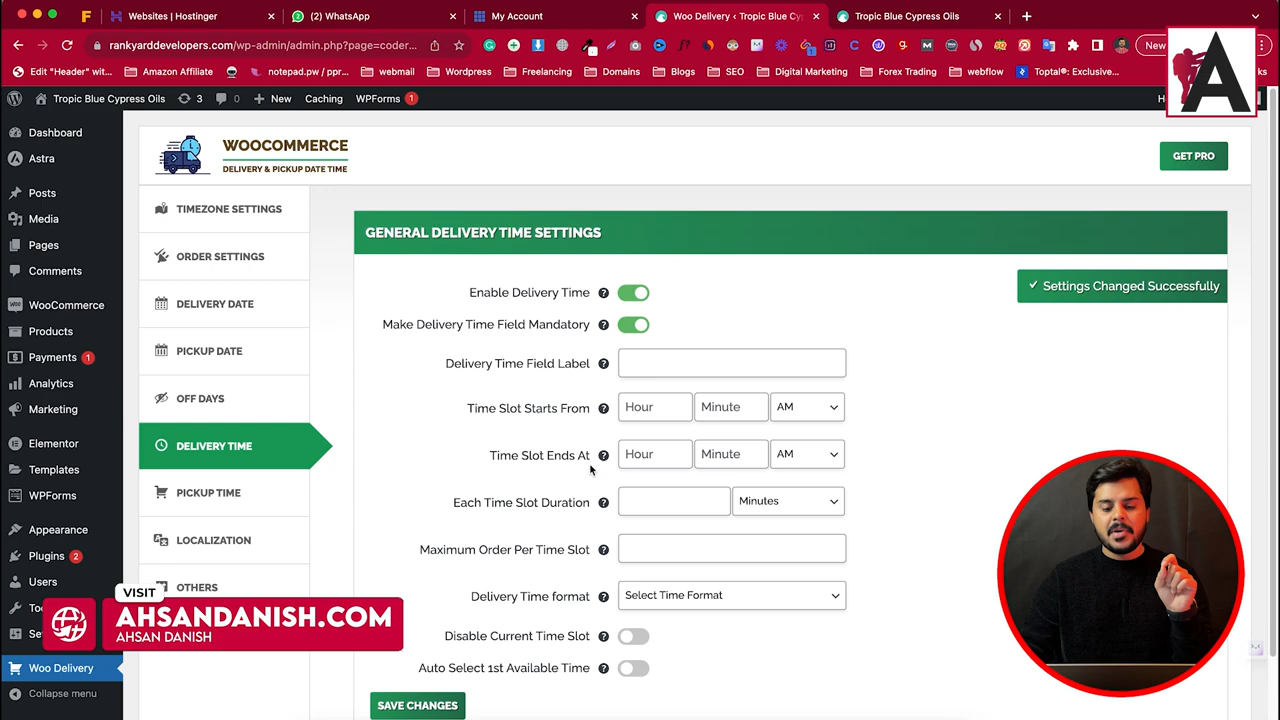 Websites | Hostinger
(2) WhatsApp
My Account
Woo Delivery ‹ Tropic Blue Cy
Tropic Blue Cypress Oils
rankyarddevelopers.com/wp-admin/admin.php?page=coder...
New
Edit "Header" wit...
Amazon Affiliate
notepad.pw / ppr...
webmail
Wordpress
Freelancing
Domains
Blogs
SEO
Digital Marketing
Forex Trading
webflow
Toptal®: Exclusive...
A
Tropic Blue Cypress Oils
3
0
New
Caching
WPForms 1
Dashboard
Astra
Posts
Media
Pages
Comments
WooCommerce
Products
Payments 1
Analytics
Marketing
Elementor
Templates
WPForms
Appearance
Plugins 2
Users
Woo Delivery
Collapse menu
WOOCOMMERCE
DELIVERY & PICKUP DATE TIME
GET PRO
TIMEZONE SETTINGS
ORDER SETTINGS
DELIVERY DATE
PICKUP DATE
OFF DAYS
DELIVERY TIME
PICKUP TIME
LOCALIZATION
OTHERS
GENERAL DELIVERY TIME SETTINGS
Settings Changed Successfully
Enable Delivery Time
Make Delivery Time Field Mandatory
Delivery Time Field Label
Time Slot Starts From Hour Minute AM
Time Slot Ends At Hour Minute AM
Each Time Slot Duration Minutes
Maximum Order Per Time Slot
Delivery Time format Select Time Format
Disable Current Time Slot
Auto Select 1st Available Time
SAVE CHANGES
VISIT
AHSANDANISH.COM
AHSAN DANISH